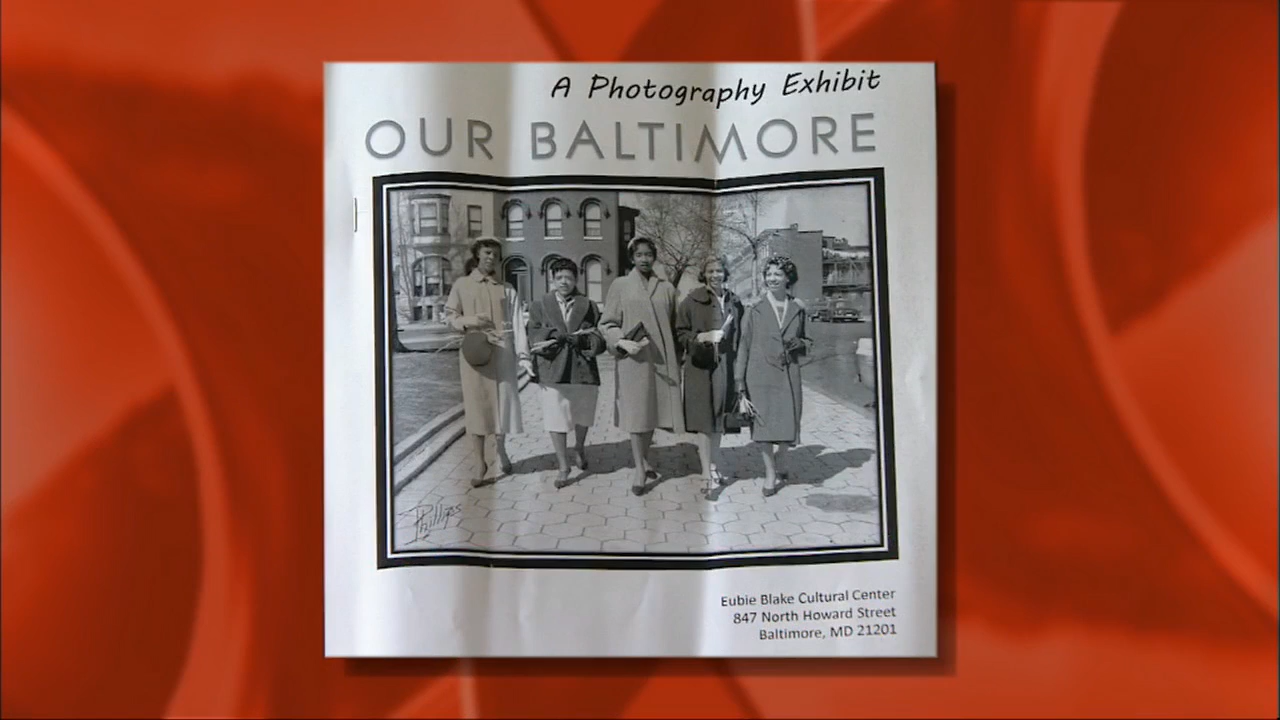 A Photography Exhibit
OUR BALTIMORE
Phillips
Eubie Blake Cultural Center
847 North Howard Street
Baltimore, MD 21201